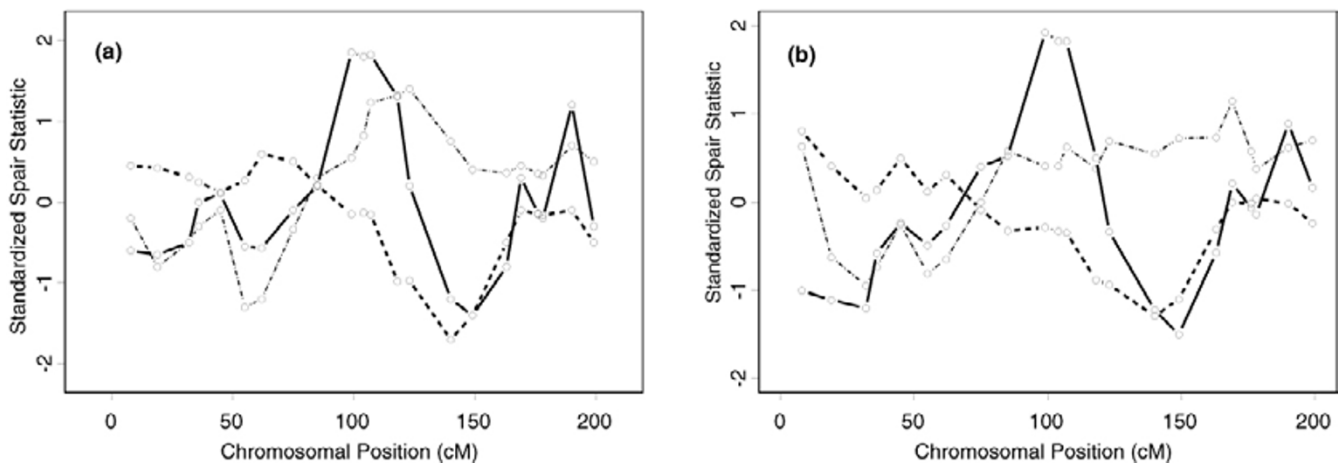 (a)
Standardized Spair Statistic
2
1
0
-1
-2
0 50 100 150 200
Chromosomal Position (cM)
(b)
Standardized Spair Statistic
2
1
0
-1
-2
0 50 100 150 200
Chromosomal Position (cM)